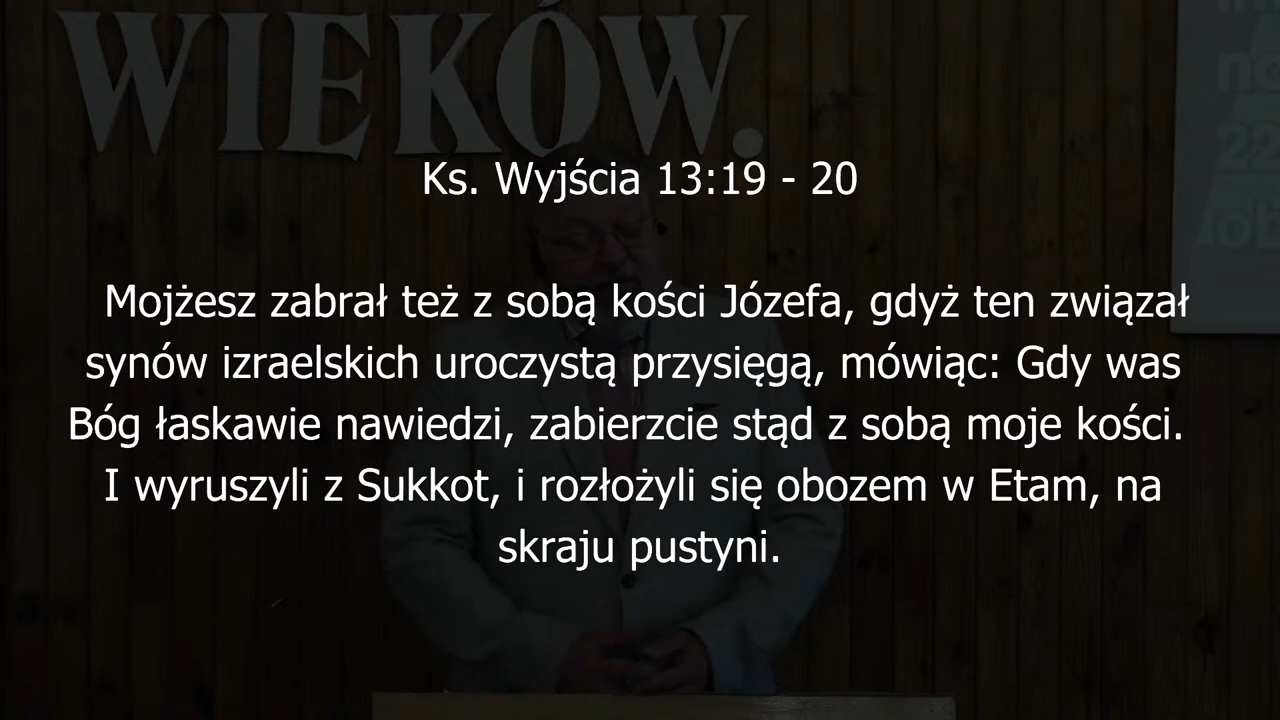 WIEKÓW.
Ks. Wyjścia 13:19 - 20
Mojżesz zabrał też z sobą kości Józefa, gdyż ten związał
synów izraelskich uroczystą przysięgą, mówiąc: Gdy was
Bóg łaskawie nawiedzi, zabierzcie stąd z sobą moje kości.
I wyruszyli z Sukkot, i rozłożyli się obozem w Etam, na
skraju pustyni.
22